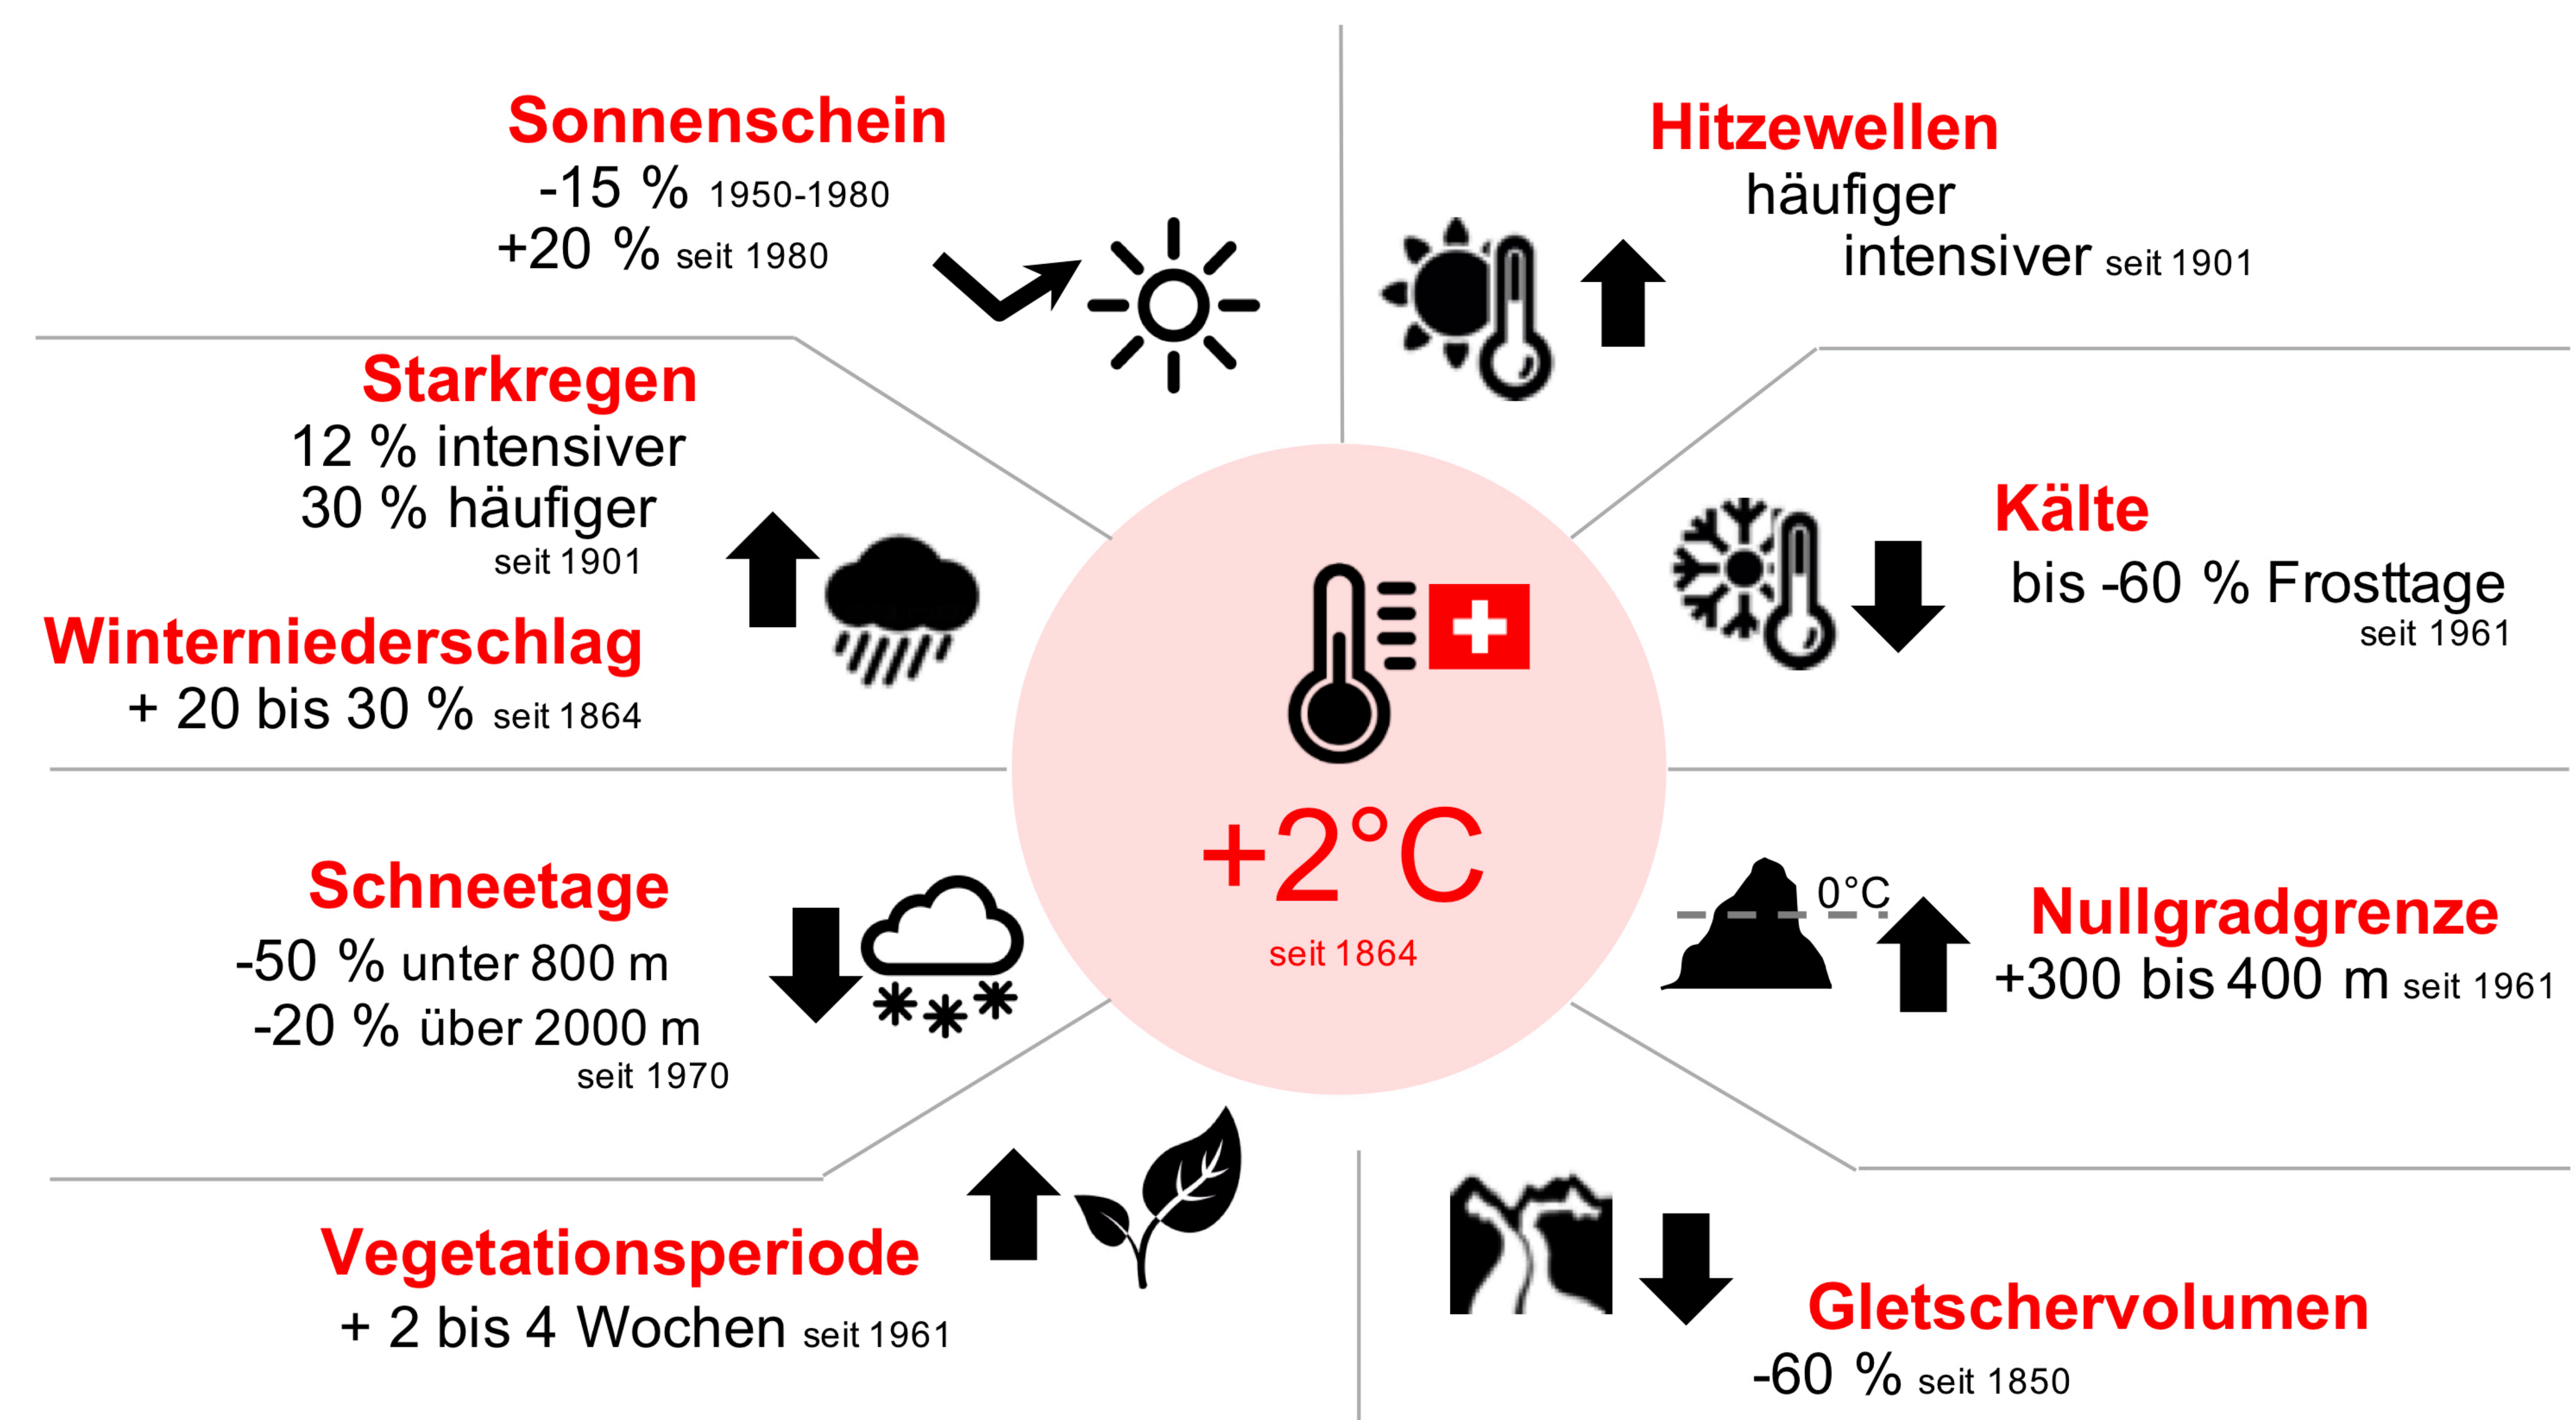 Sonnenschein
-15 % 1950-1980
+20 % seit 1980
Hitzewellen
häufiger
intensiver seit 1901
Starkregen
12 % intensiver
30 % häufiger
seit 1901
Winterniederschlag
+ 20 bis 30 % seit 1864
Kälte
bis -60 % Frosttage
seit 1961
+2°C
seit 1864
Schneetage
-50 % unter 800 m
-20 % über 2000 m
seit 1970
0°C
Nullgradgrenze
+300 bis 400 m seit 1961
Vegetationsperiode
+ 2 bis 4 Wochen seit 1961
Gletschervolumen
-60 % seit 1850